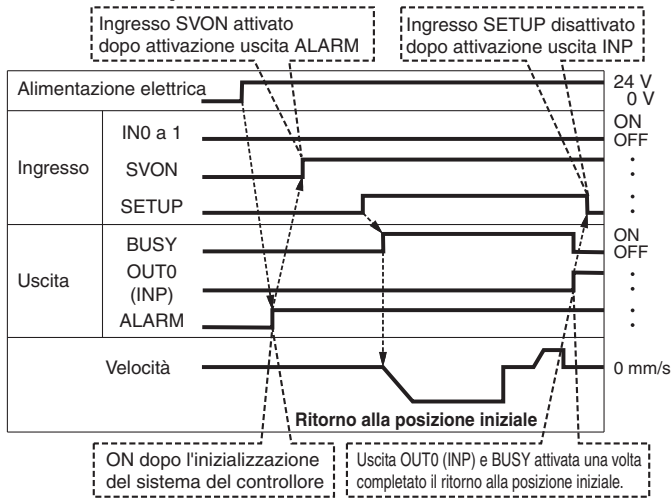 Ingresso SVON attivato
dopo attivazione uscita ALARM
Ingresso SETUP disattivato
dopo attivazione uscita INP
Alimentazione elettrica
24 V
0 V
Ingresso
IN0 a 1
ON
OFF
SVON
SETUP
Uscita
BUSY
ON
OFF
OUT0
(INP)
ALARM
Velocità
0 mm/s
Ritorno alla posizione iniziale
ON dopo l'inizializzazione
del sistema del controllore
Uscita OUT0 (INP) e BUSY attivata una volta
completato il ritorno alla posizione iniziale.